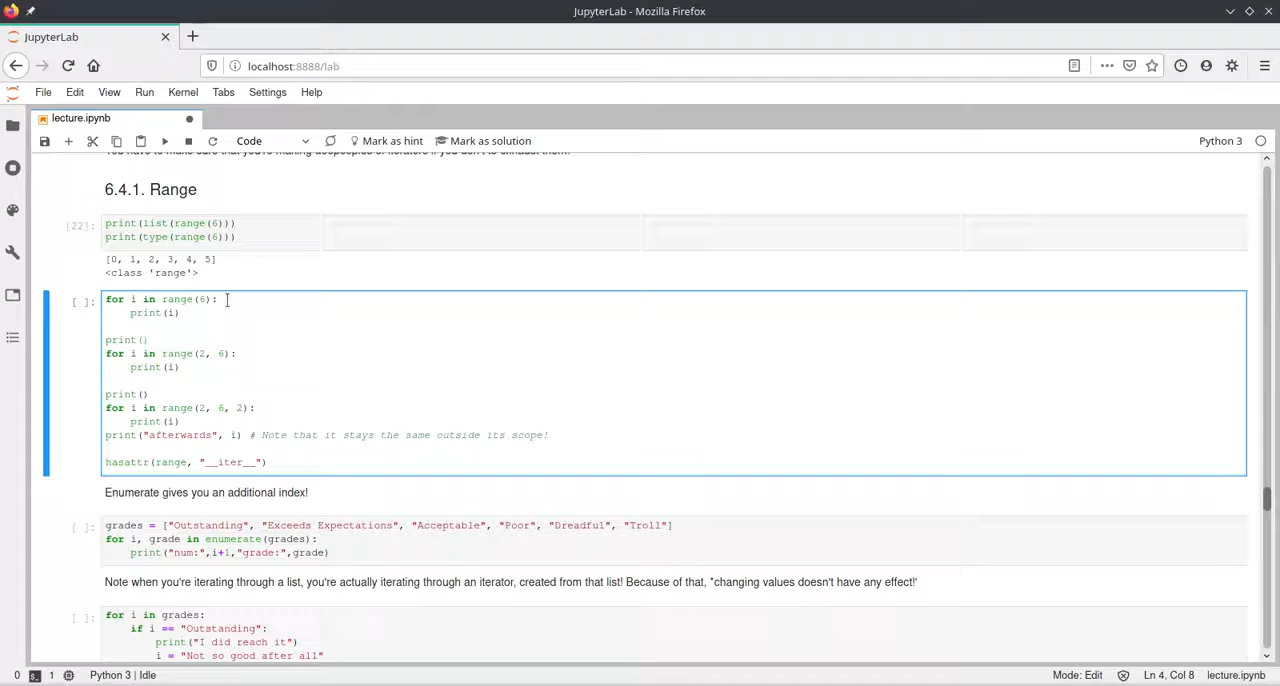 JupyterLab - Mozilla Firefox
JupyterLab
localhost:8888/lab
File Edit View Run Kernel Tabs Settings Help
lecture.ipynb
Code Mark as hint Mark as solution Python 3
6.4.1. Range
[22]: print(list(range(6)))
print(type(range(6)))
[0, 1, 2, 3, 4, 5]
<class 'range'>
[ ]: for i in range(6):
print(i)
print()
for i in range(2, 6):
print(i)
print()
for i in range(2, 6, 2):
print(i)
print("afterwards", i) # Note that it stays the same outside its scope!
hasattr(range, "__iter__")
Enumerate gives you an additional index!
[ ]: grades = ["Outstanding", "Exceeds Expectations", "Acceptable", "Poor", "Dreadful", "Troll"]
for i, grade in enumerate(grades):
print("num:",i+1,"grade:",grade)
Note when you're iterating through a list, you're actually iterating through an iterator, created from that list! Because of that, "changing values doesn't have any effect!'
[ ]: for i in grades:
if i == "Outstanding":
print("I did reach it")
i = "Not so good after all"
0 1 Python 3 | Idle Mode: Edit Ln 4, Col 8 lecture.ipynb